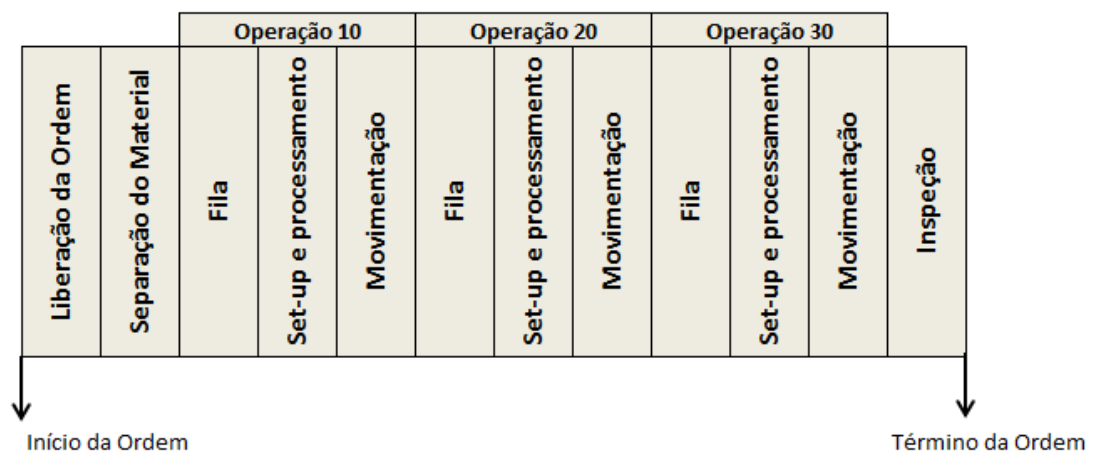 Operação 10
Operação 20
Operação 30
Liberação da Ordem
Separação do Material
Fila
Set-up e processamento
Movimentação
Fila
Set-up e processamento
Movimentação
Fila
Set-up e processamento
Movimentação
Inspeção
Início da Ordem
Término da Ordem